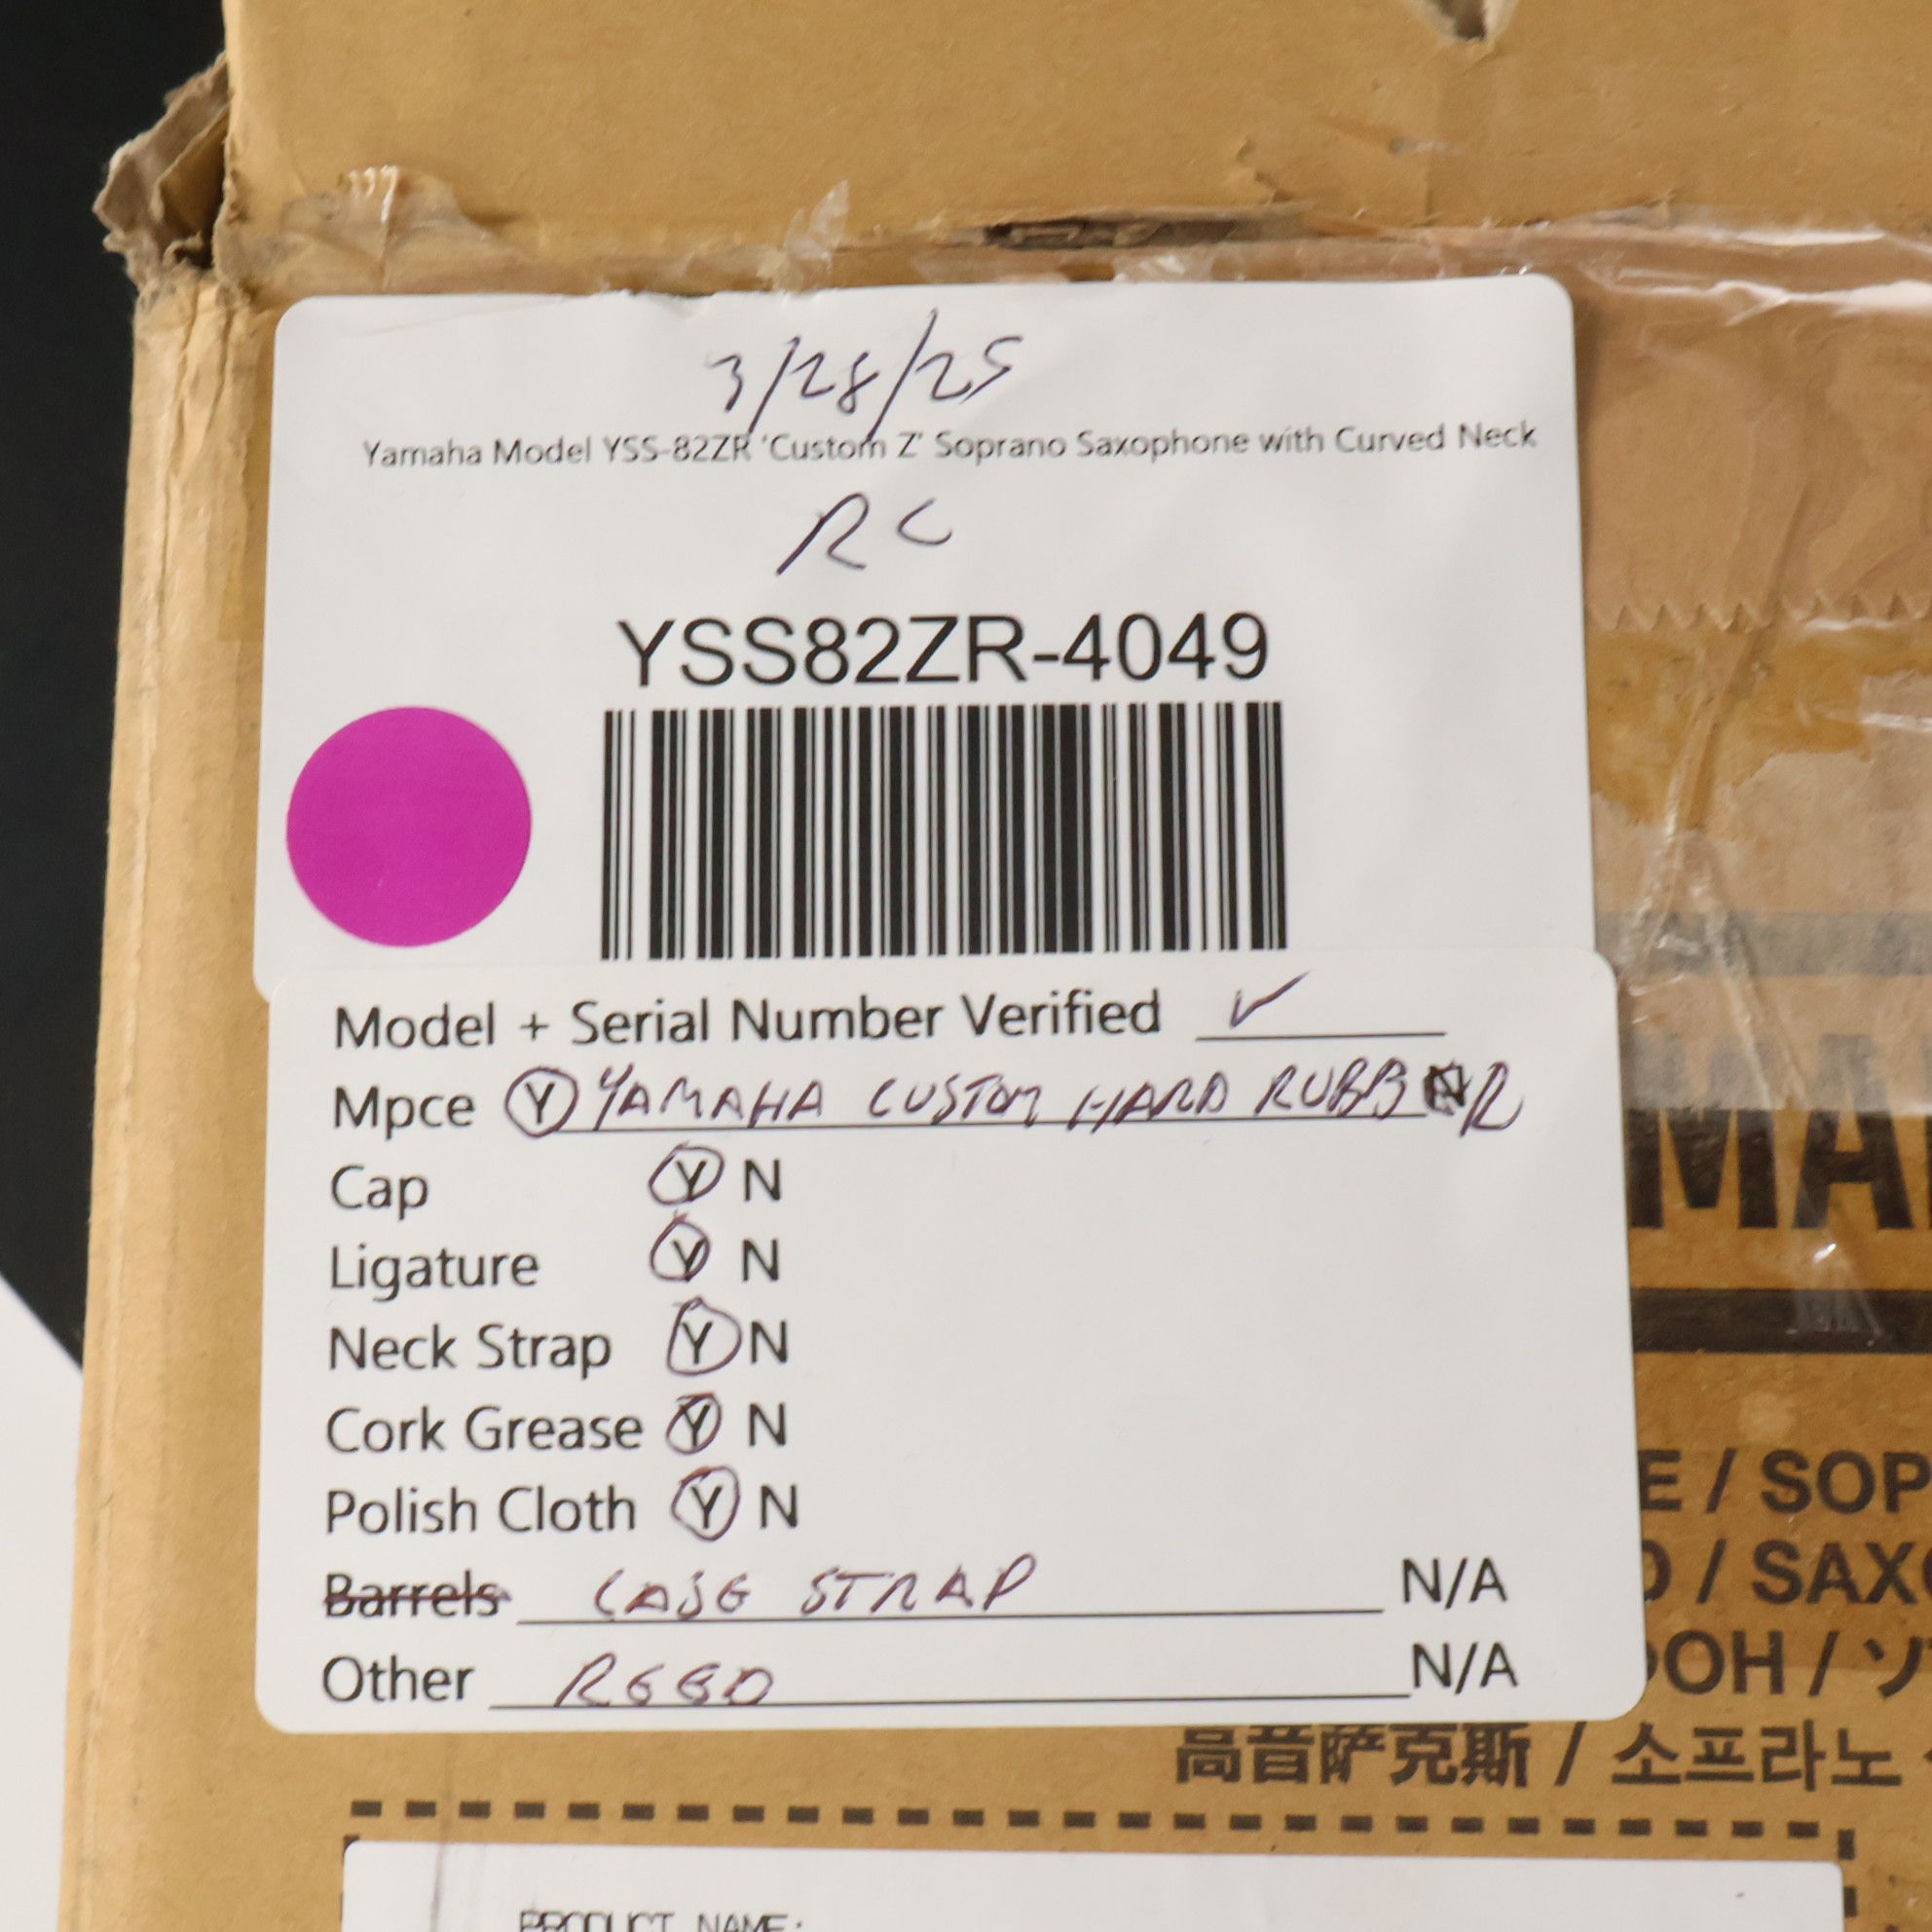 3/28/25
Yamaha Model YSS-82ZR 'Custom Z' Soprano Saxophone with Curved Neck
RC
YSS82ZR-4049
Model + Serial Number Verified ✓
Mpce Y YAMAHA CUSTOM HARD RUBBER
Cap Y N
Ligature Y N
Neck Strap Y N
Cork Grease Y N
Polish Cloth Y N
Barrels CASE STRAP N/A
Other REED N/A
MA
E / SOP
O / SAXO
ООН / ソ
高音萨克斯 / 소프라노
PRODUCT NAME: